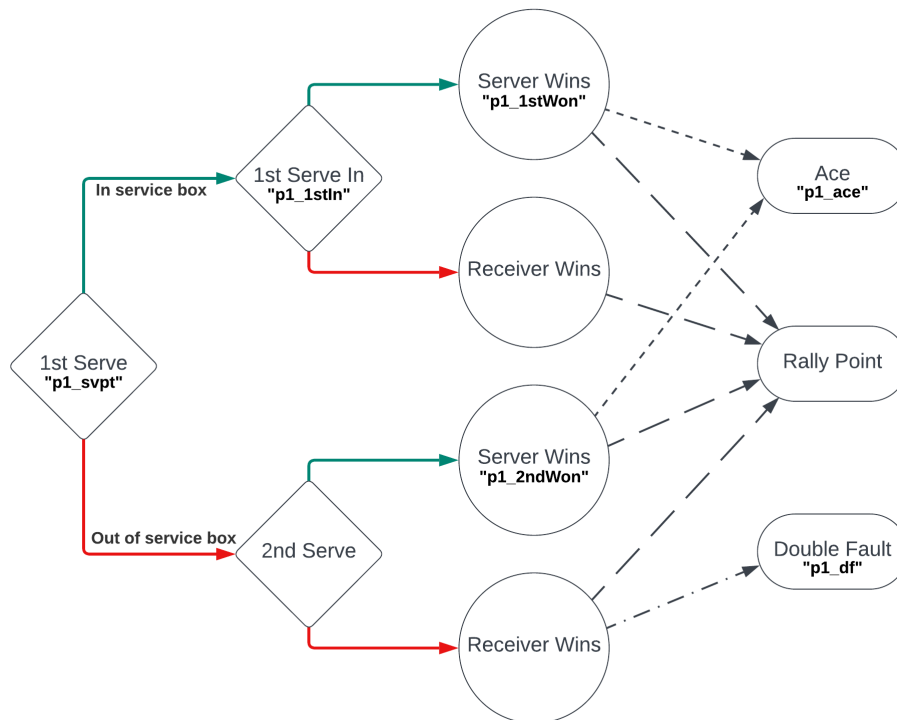 Server Wins
"p1_1stWon"
1st Serve In
"p1_1stIn"
In service box
Ace
"p1_ace"
Receiver Wins
1st Serve
"p1_svpt"
Rally Point
Server Wins
"p1_2ndWon"
Out of service box
2nd Serve
Double Fault
"p1_df"
Receiver Wins